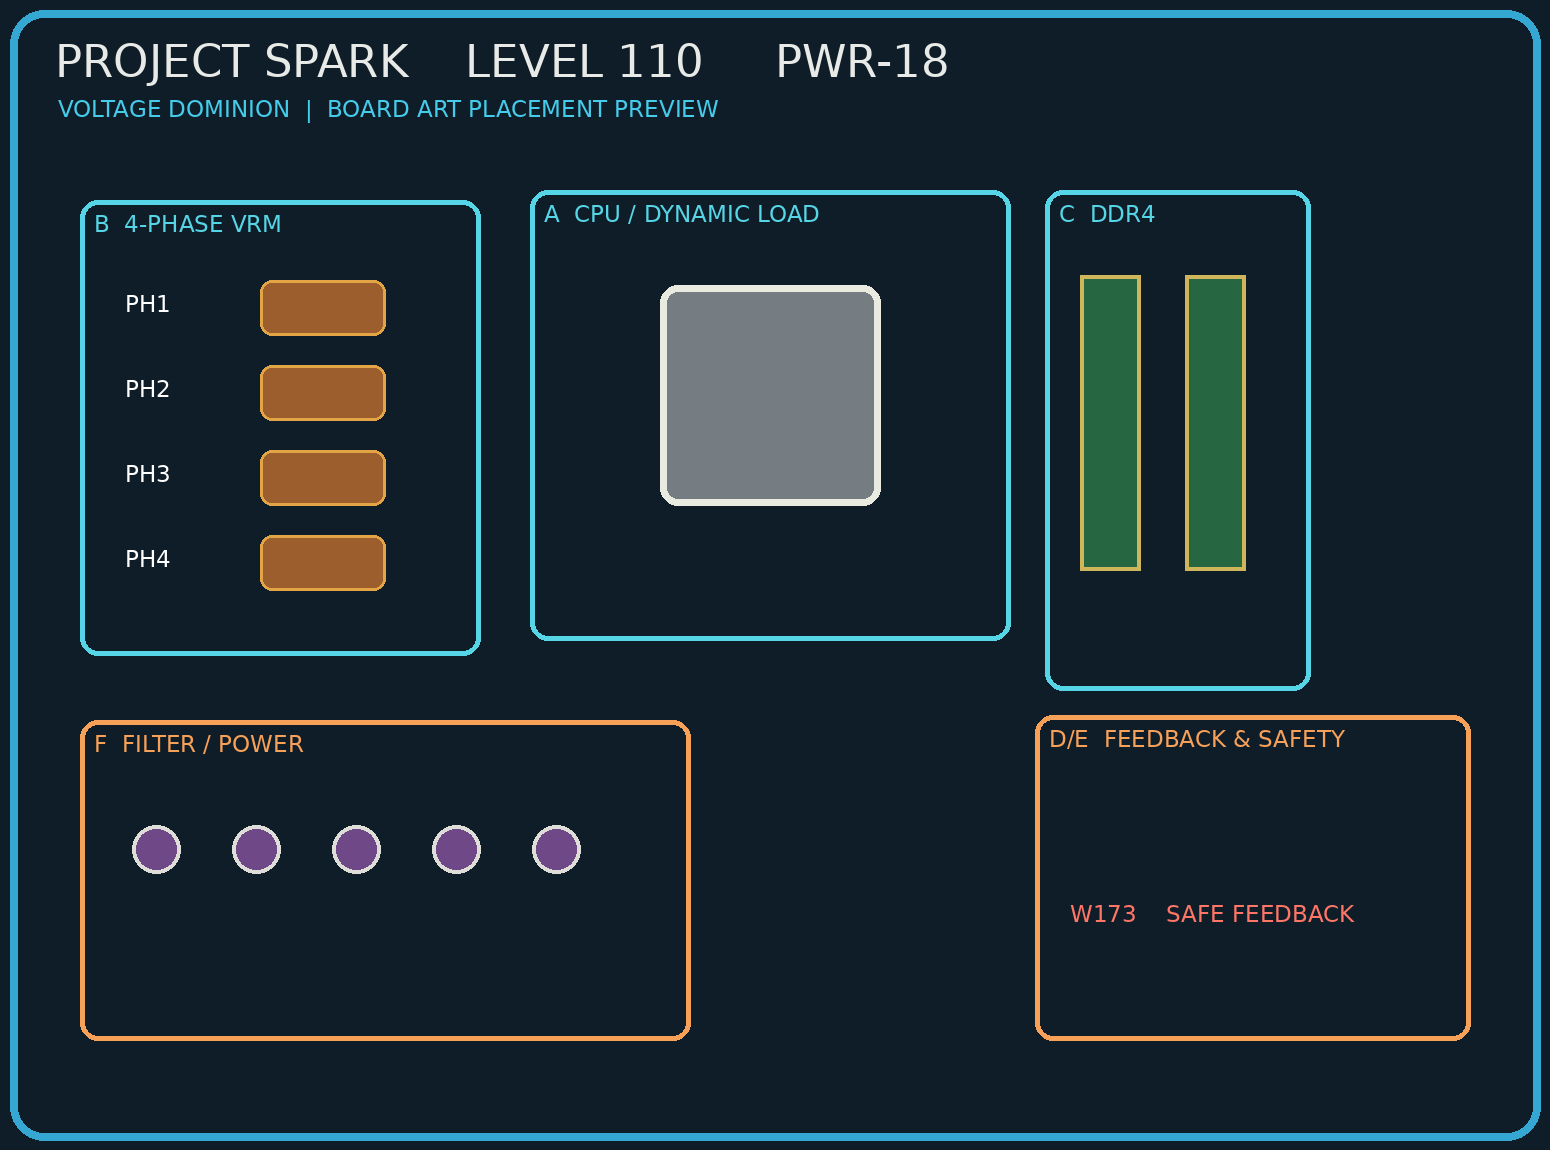 PROJECT SPARK LEVEL 110 PWR-18
VOLTAGE DOMINION | BOARD ART PLACEMENT PREVIEW
B 4-PHASE VRM
PH1
PH2
PH3
PH4
A CPU / DYNAMIC LOAD
C DDR4
F FILTER / POWER
D/E FEEDBACK & SAFETY
W173 SAFE FEEDBACK